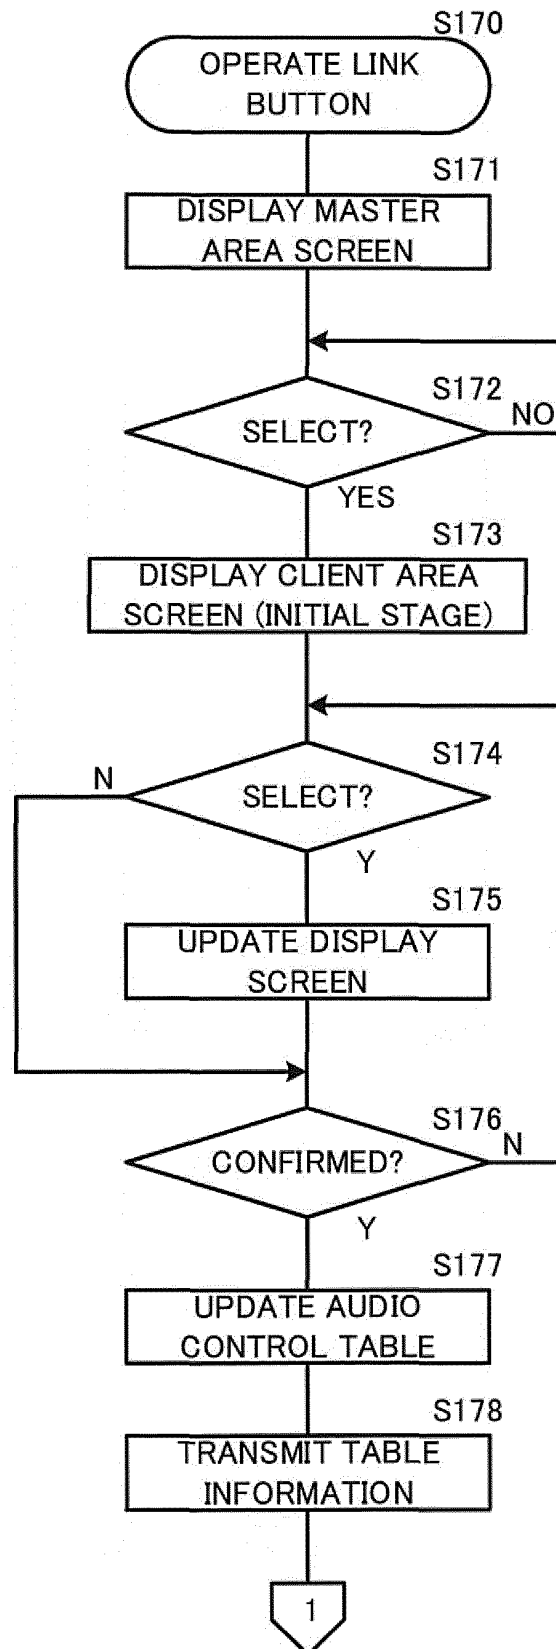 S170
OPERATE LINK
BUTTON
S171
DISPLAY MASTER
AREA SCREEN
S172
SELECT?
NO
YES
S173
DISPLAY CLIENT AREA
SCREEN (INITIAL STAGE)
S174
N
SELECT?
Y
S175
UPDATE DISPLAY
SCREEN
S176
CONFIRMED?
N
Y
S177
UPDATE AUDIO
CONTROL TABLE
S178
TRANSMIT TABLE
INFORMATION
1